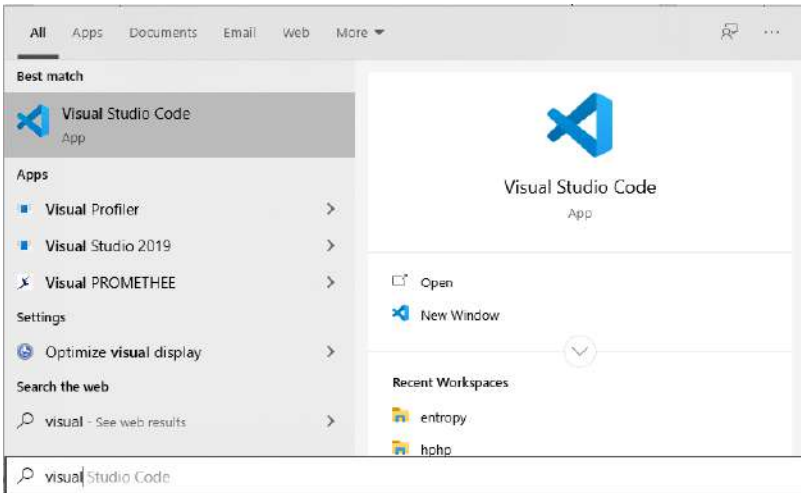 All Apps Documents Email Web More
Best match
Visual Studio Code
App
Apps
Visual Profiler
Visual Studio 2019
Visual PROMETHEE
Settings
Optimize visual display
Search the web
visual - See web results
visual Studio Code
Visual Studio Code
App
Open
New Window
Recent Workspaces
entropy
hphp